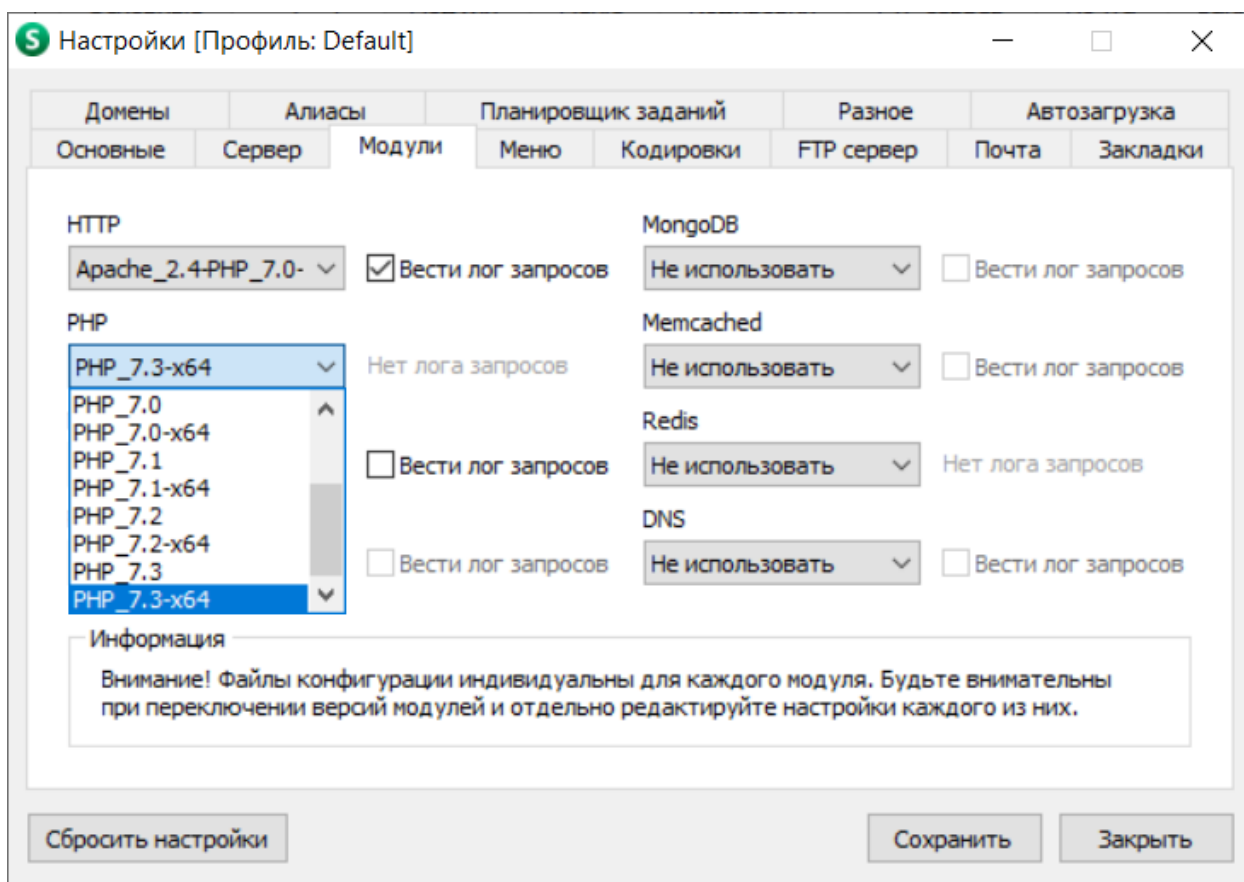 S Настройки [Профиль: Default]
Домены Алиасы Планировщик заданий Разное Автозагрузка
Основные Сервер Модули Меню Кодировки FTP сервер Почта Закладки
HTTP
Apache_2.4-PHP_7.0-
Вести лог запросов
PHP
PHP_7.3-x64
Нет лога запросов
PHP_7.0
PHP_7.0-x64
PHP_7.1
PHP_7.1-x64
PHP_7.2
PHP_7.2-x64
PHP_7.3
PHP_7.3-x64
Вести лог запросов
Вести лог запросов
MongoDB
Не использовать
Вести лог запросов
Memcached
Не использовать
Вести лог запросов
Redis
Не использовать
Нет лога запросов
DNS
Не использовать
Вести лог запросов
Информация
Внимание! Файлы конфигурации индивидуальны для каждого модуля. Будьте внимательны
при переключении версий модулей и отдельно редактируйте настройки каждого из них.
Сбросить настройки Сохранить Закрыть